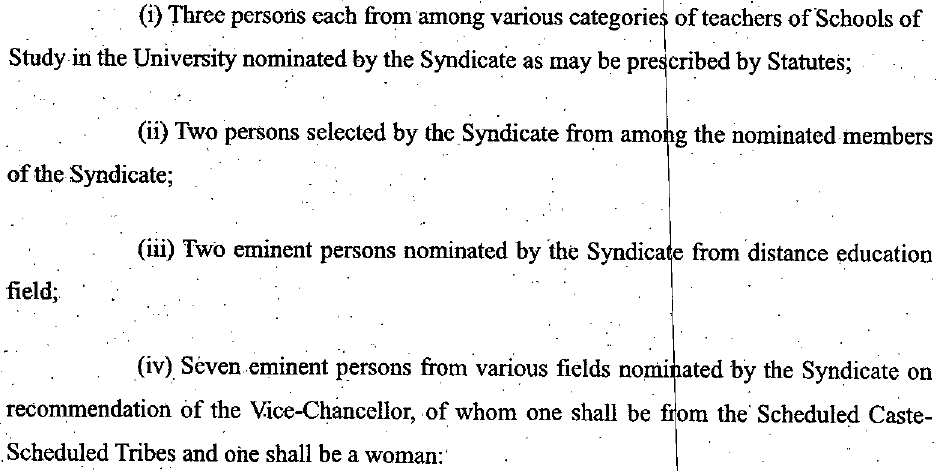 (i) Three persons each from among various categories of teachers of Schools of
Study in the University nominated by the Syndicate as may be prescribed by Statutes;
(ii) Two persons selected by the Syndicate from among the nominated members
of the Syndicate;
(iii) Two eminent persons nominated by the Syndicate from distance education
field;
(iv) Seven eminent persons from various fields nominated by the Syndicate on
recommendation of the Vice-Chancellor, of whom one shall be from the Scheduled Caste-
Scheduled Tribes and one shall be a woman: